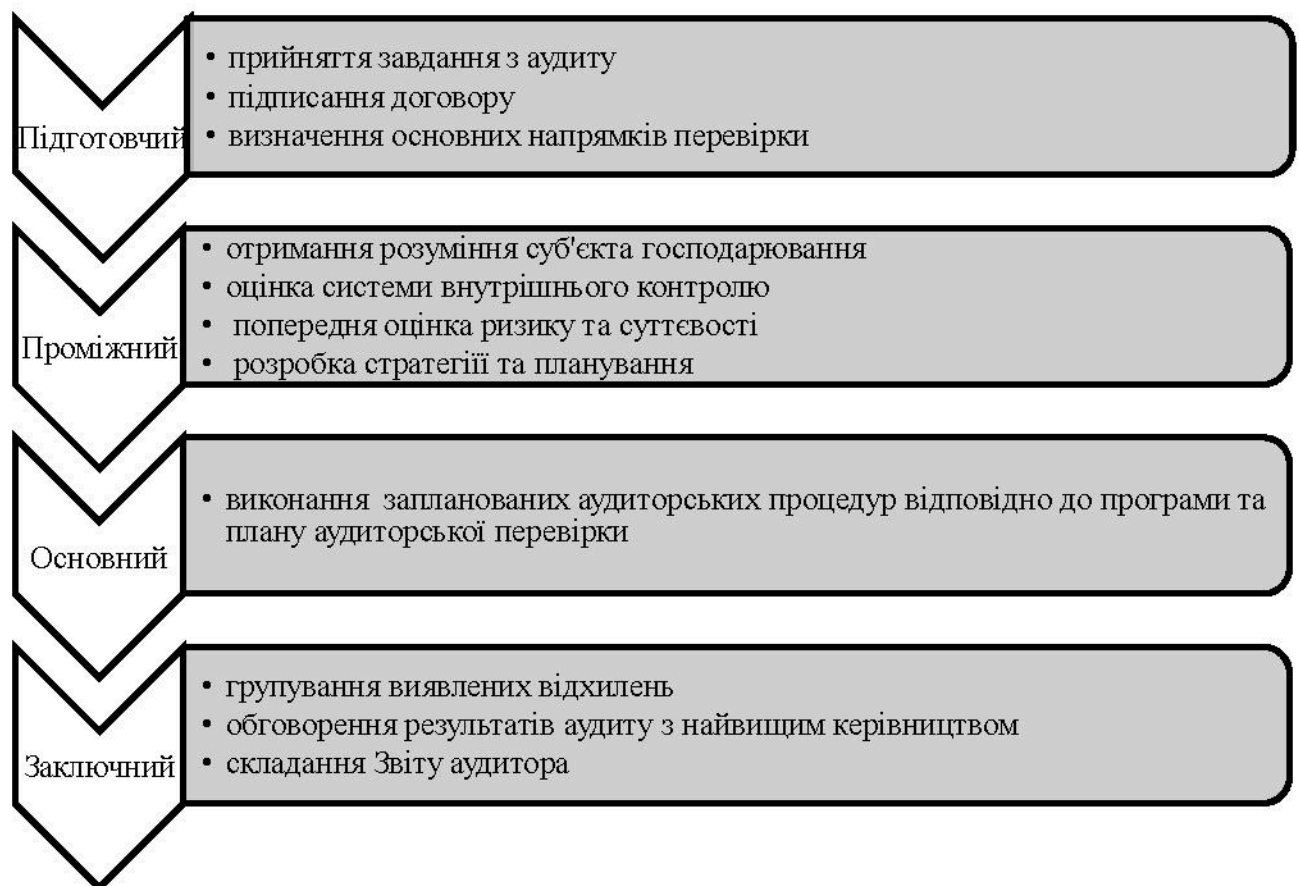 Підготовчий
• прийняття завдання з аудиту
• підписання договору
• визначення основних напрямків перевірки
Проміжний
• отримання розуміння суб'єкта господарювання
• оцінка системи внутрішнього контролю
• попередня оцінка ризику та суттєвості
• розробка стратегіїї та планування
Основний
• виконання запланованих аудиторських процедур відповідно до програми та
плану аудиторської перевірки
Заключний
• групування виявлених відхилень
• обговорення результатів аудиту з найвищим керівництвом
• складання Звіту аудитора